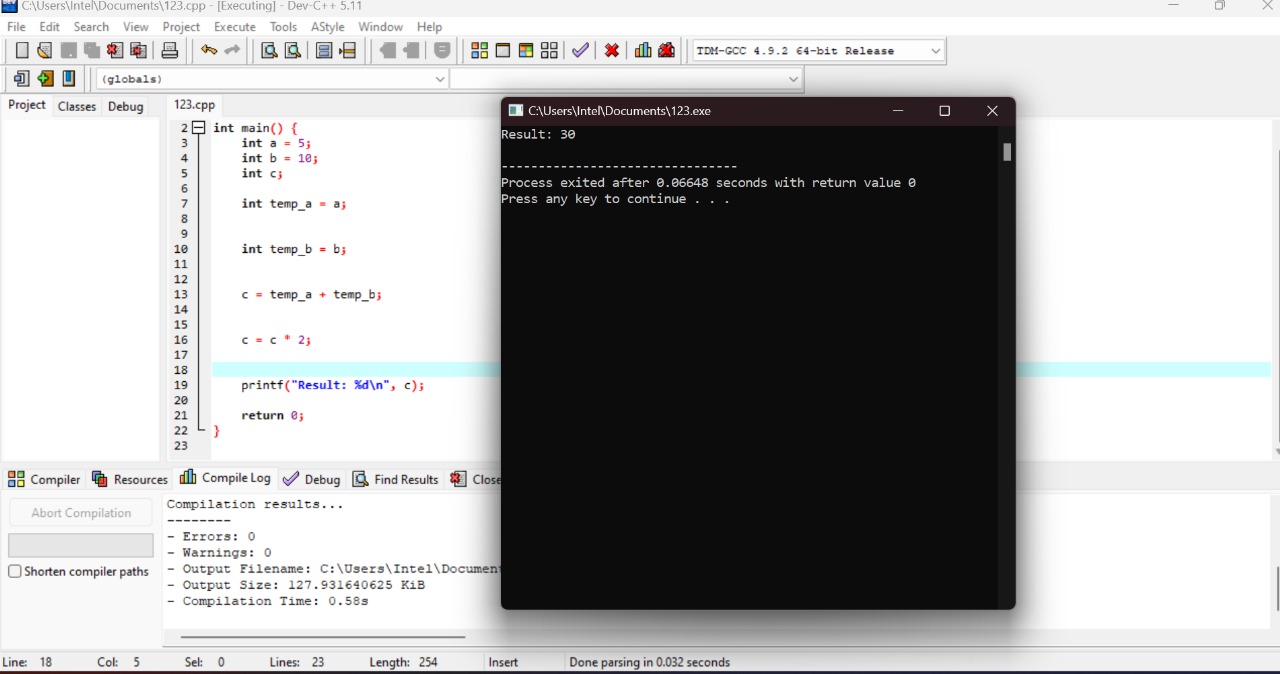 C:\Users\Intel\Documents\123.cpp - [Executing] - Dev-C++ 5.11
File Edit Search View Project Execute Tools AStyle Window Help
TDM-GCC 4.9.2 64-bit Release
(globals)
Project Classes Debug
123.cpp
2 int main() {
3 int a = 5;
4 int b = 10;
5 int c;
6
7 int temp_a = a;
8
9
10 int temp_b = b;
11
12
13 c = temp_a + temp_b;
14
15
16 c = c * 2;
17
18
19 printf("Result: %d\n", c);
20
21 return 0;
22 }
23
C:\Users\Intel\Documents\123.exe
Result: 30
--------------------------------
Process exited after 0.06648 seconds with return value 0
Press any key to continue . . .
Compiler Resources Compile Log Debug Find Results Close
Abort Compilation
Shorten compiler paths
Compilation results...
--------
- Errors: 0
- Warnings: 0
- Output Filename: C:\Users\Intel\Documen
- Output Size: 127.931640625 KiB
- Compilation Time: 0.58s
Line: 18 Col: 5 Sel: 0 Lines: 23 Length: 254 Insert Done parsing in 0.032 seconds